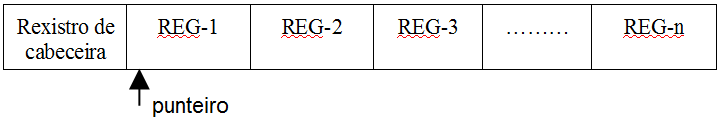 Rexistro de cabeceira REG-1 REG-2 REG-3 ……… REG-n
punteiro